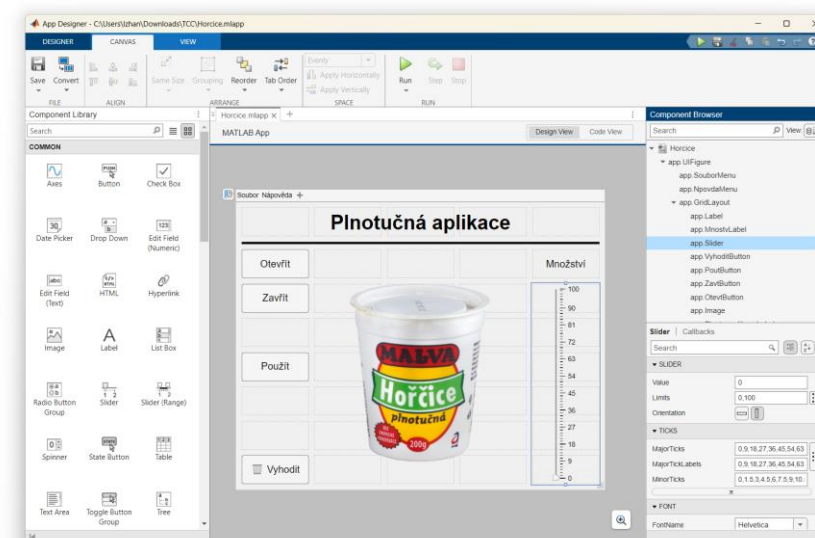 App Designer - C:\Users\Izhan\Downloads\TCC\Horcice.mlapp
DESIGNER CANVAS VIEW
Save Convert Same Size Grouping Reorder Tab Order Evenly Apply Horizontally Apply Vertically Run Step Stop
FILE ALIGN ARRANGE SPACE RUN
Component Library
Search
COMMON
Axes Button Check Box
Date Picker Drop Down Edit Field (Numeric)
Edit Field (Text) HTML Hyperlink
Image Label List Box
Radio Button Group Slider Slider (Range)
Spinner State Button Table
Text Area Toggle Button Group Tree
Horcice.mlapp
MATLAB App Design View Code View
Soubor Nápověda
Plnotučná aplikace
Otevřít
Zavřít
Použít
Vyhodit
MALVA
Hořčice
plnotučná
200g
Množství
100
90
81
72
63
54
45
36
27
18
9
0
Component Browser
Search View
Horcice
app.UIFigure
app.SouborMenu
app.NpovdaMenu
app.GridLayout
app.Label
app.MnostvLabel
app.Slider
app.VyhoditButton
app.PoutButton
app.ZavtButton
app.OtevtButton
app.Image
Slider Callbacks
Search
SLIDER
Value 0
Limits 0,100
Orientation
TICKS
MajorTicks 0,9,18,27,36,45,54,63
MajorTickLabels 0,9,18,27,36,45,54,63
MinorTicks 0,1.5,3,4.5,6,7.5,9,10.
FONT
FontName Helvetica